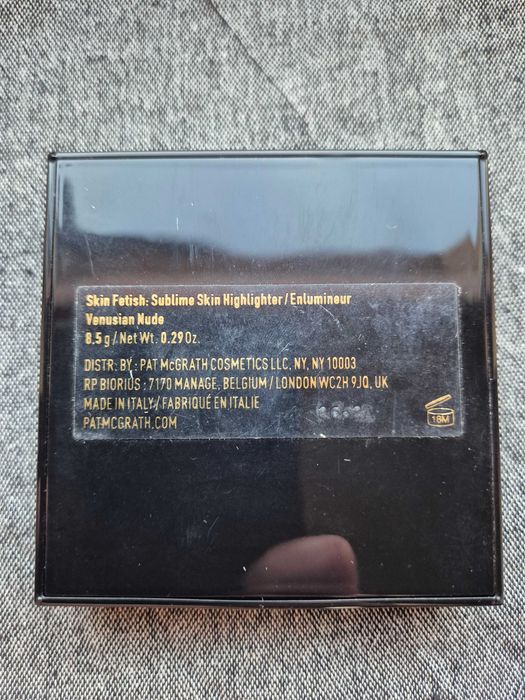 Skin Fetish: Sublime Skin Highlighter / Enlumineur
Venusian Nude
8.5 g / Net Wt. 0.29 Oz.
DISTR. BY : PAT McGRATH COSMETICS LLC, NY, NY 10003
RP BIORIUS : 7170 MANAGE, BELGIUM / LONDON WC2H 9JQ, UK
MADE IN ITALY / FABRIQUÉ EN ITALIE
PATMCGRATH.COM
18M